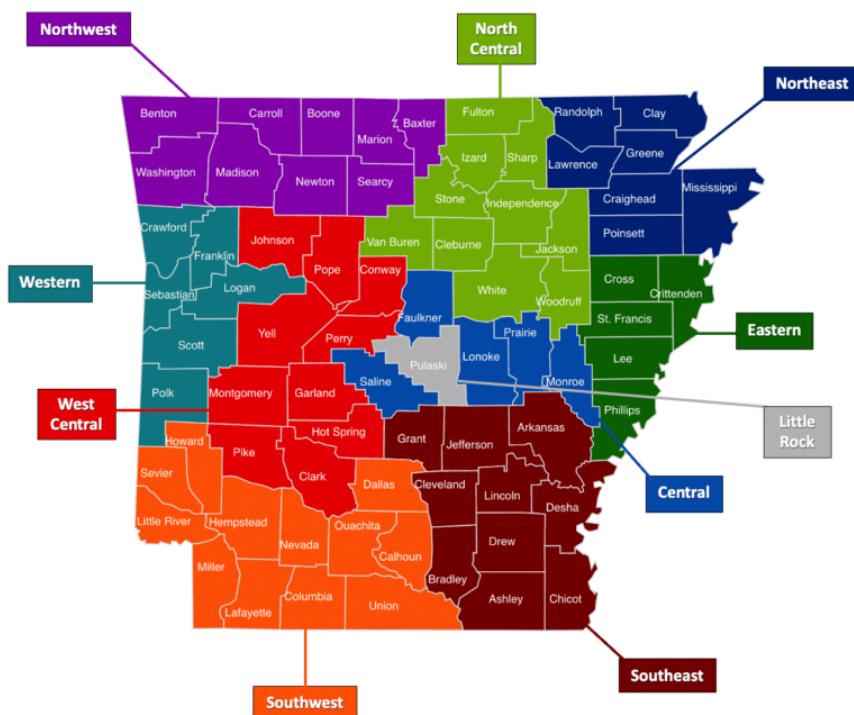 Northwest
North
Central
Northeast
Benton
Carroll
Boone
Marion
Baxter
Fulton
Randolph
Clay
Washington
Madison
Newton
Searcy
Izard
Sharp
Lawrence
Greene
Mississippi
Stone
Independence
Craighead
Crawford
Johnson
Van Buren
Cleburne
Jackson
Poinsett
Franklin
Pope
Conway
Cross
Western
Sebastian
Logan
White
Woodruff
Crittenden
Faulkner
St. Francis
Eastern
Scott
Yell
Perry
Pulaski
Lonoke
Prairie
Lee
Polk
Montgomery
Garland
Saline
Monroe
West
Central
Phillips
Little
Rock
Howard
Pike
Hot Spring
Grant
Jefferson
Arkansas
Sevier
Clark
Dallas
Cleveland
Lincoln
Desha
Central
Little River
Hempstead
Nevada
Ouachita
Calhoun
Drew
Miller
Lafayette
Columbia
Union
Bradley
Ashley
Chicot
Southwest
Southeast